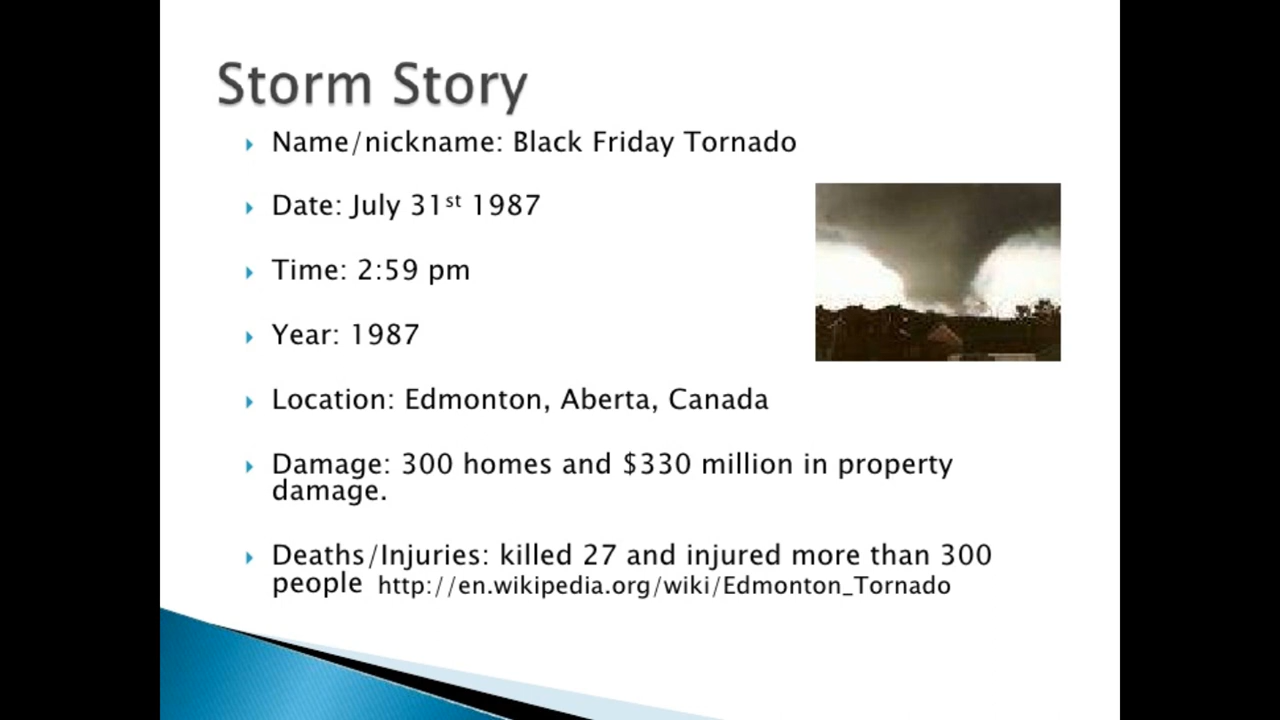 Storm Story
Name/nickname: Black Friday Tornado
Date: July 31st 1987
Time: 2:59 pm
Year: 1987
Location: Edmonton, Aberta, Canada
Damage: 300 homes and $330 million in property
damage.
Deaths/Injuries: killed 27 and injured more than 300
people http://en.wikipedia.org/wiki/Edmonton_Tornado